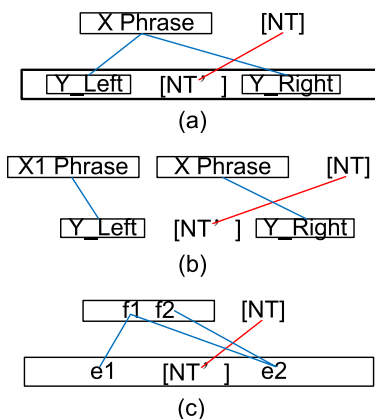 X Phrase [NT]
Y_Left [NT' ] Y_Right
(a)
X1 Phrase X Phrase [NT]
Y_Left [NT' ] Y_Right
(b)
f1 f2 [NT]
e1 [NT' ] e2
(c)